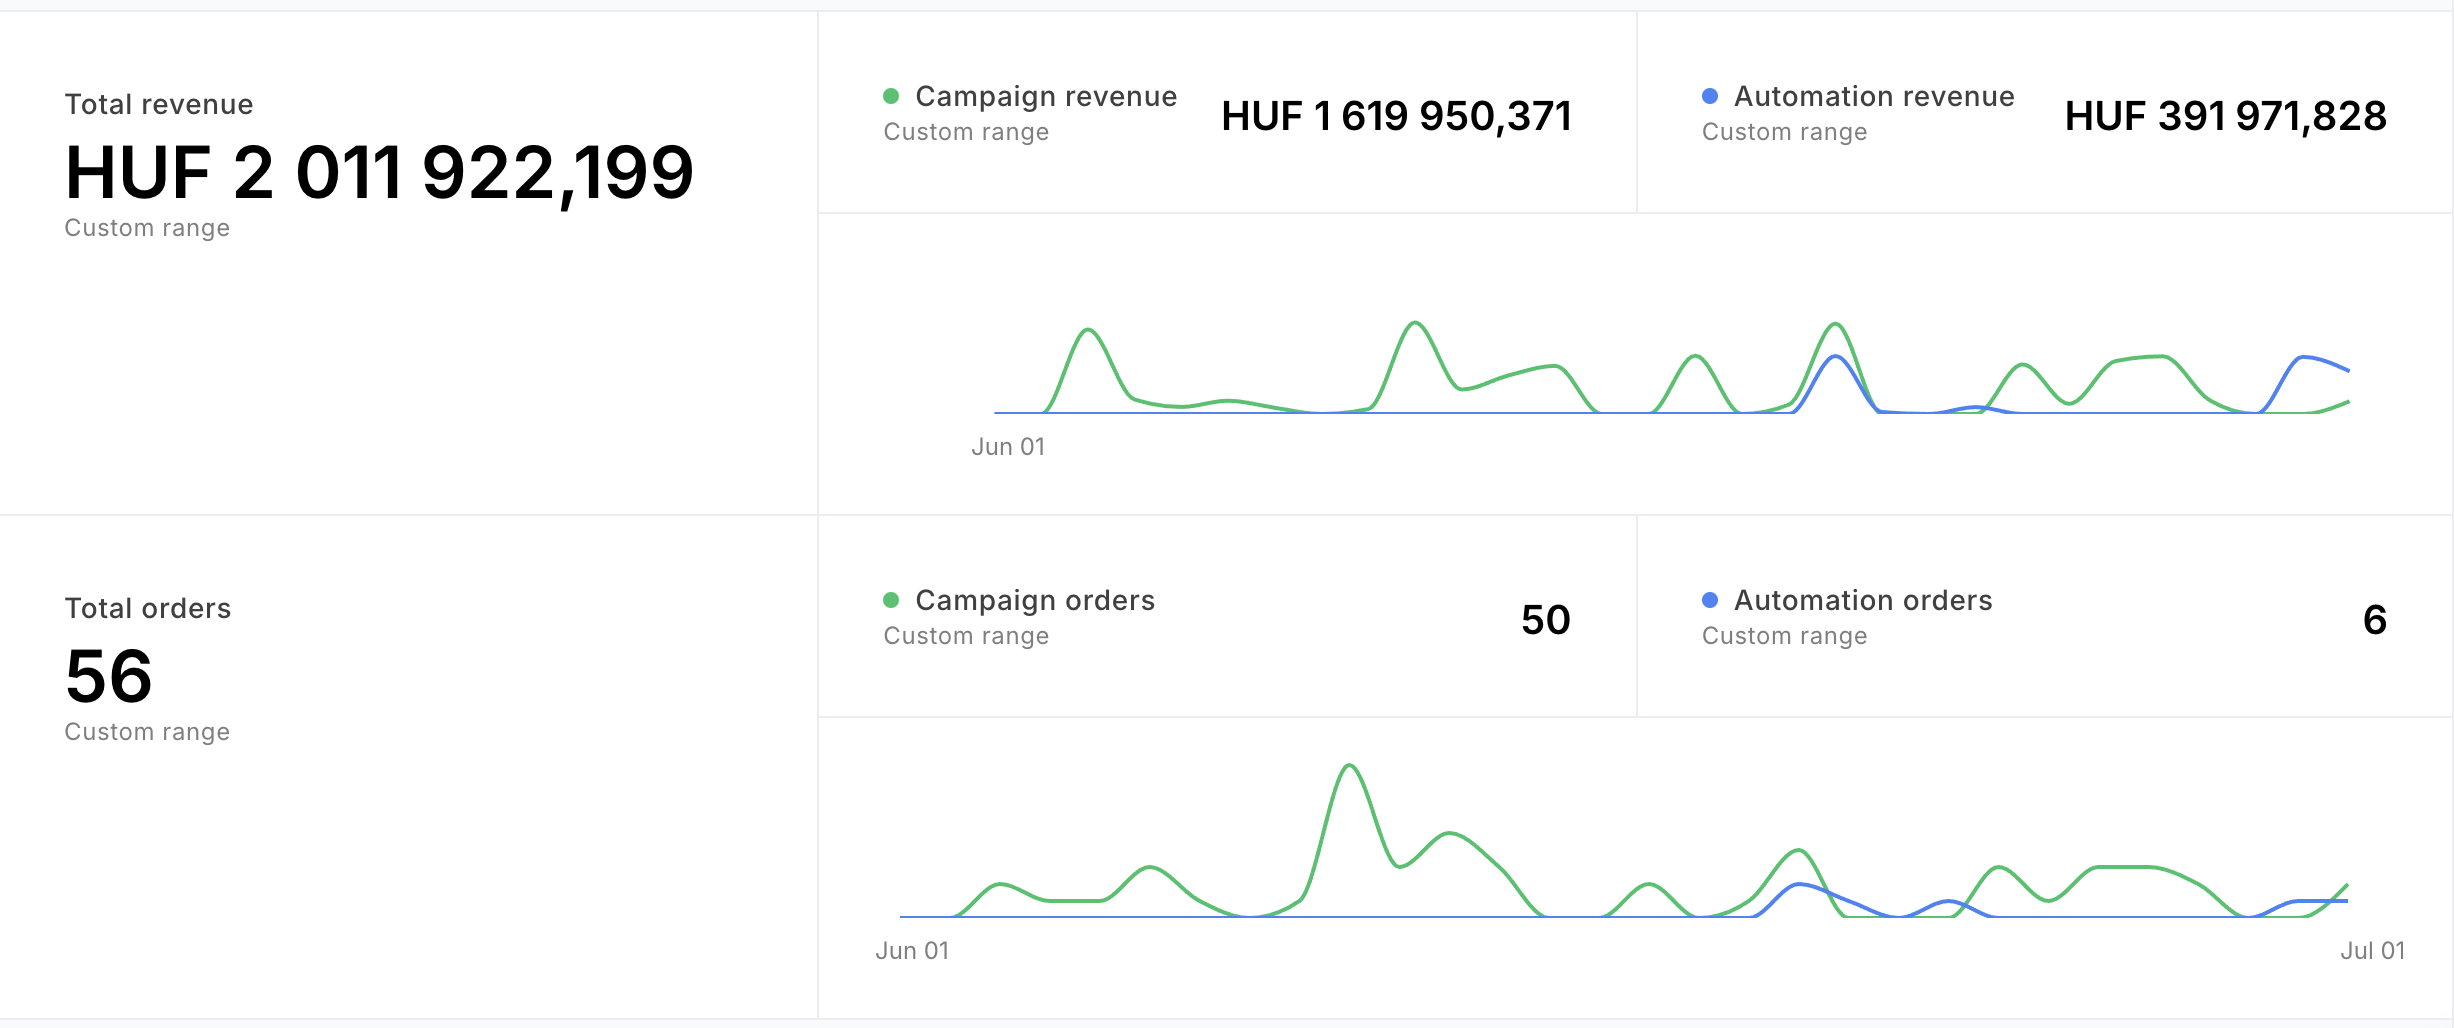 Total revenue
HUF 2 011 922,199
Custom range
Campaign revenue
Custom range
HUF 1 619 950,371
Automation revenue
Custom range
HUF 391 971,828
Jun 01
Total orders
56
Custom range
Campaign orders
Custom range
50
Automation orders
Custom range
6
Jun 01
Jul 01